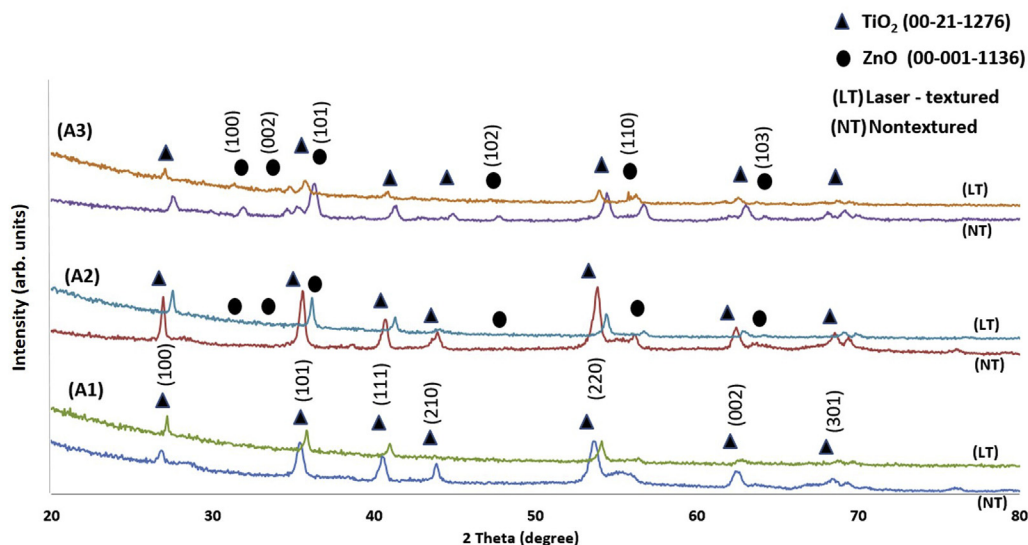 TiO2 (00-21-1276)
ZnO (00-001-1136)
(LT) Laser - textured
(NT) Nontextured
(A3)
(100)
(002)
(101)
(102)
(110)
(103)
(LT)
(NT)
(A2)
(LT)
(NT)
(A1)
(100)
(101)
(111)
(210)
(220)
(002)
(301)
(LT)
(NT)
Intensity (arb. units)
20 30 40 50 60 70 80
2 Theta (degree)